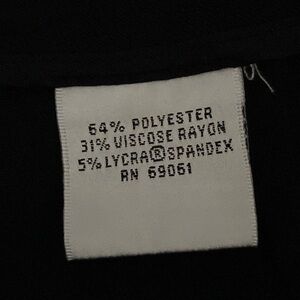 64% POLYESTER
31% VISCOSE RAYON
5% LYCRA® SPANDEX
RN 69061